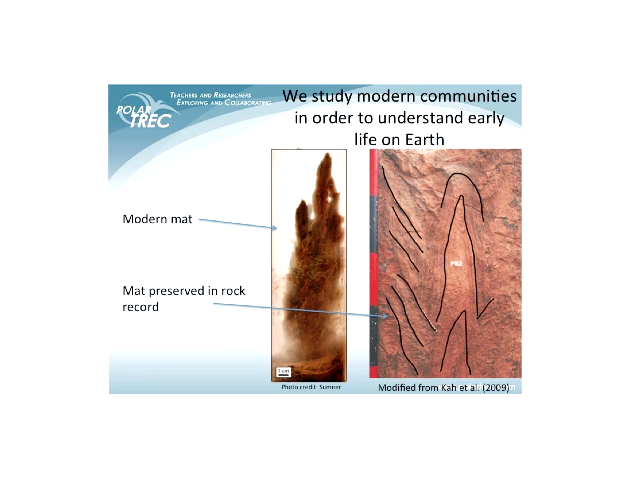 POLAR
TREC
TEACHERS AND RESEARCHERS
EXPLORING AND COLLABORATING
We study modern communities
in order to understand early
life on Earth
Modern mat
Mat preserved in rock
record
PS2
1 cm
Photo credit: Sumner
Modified from Kah et al. (2009)